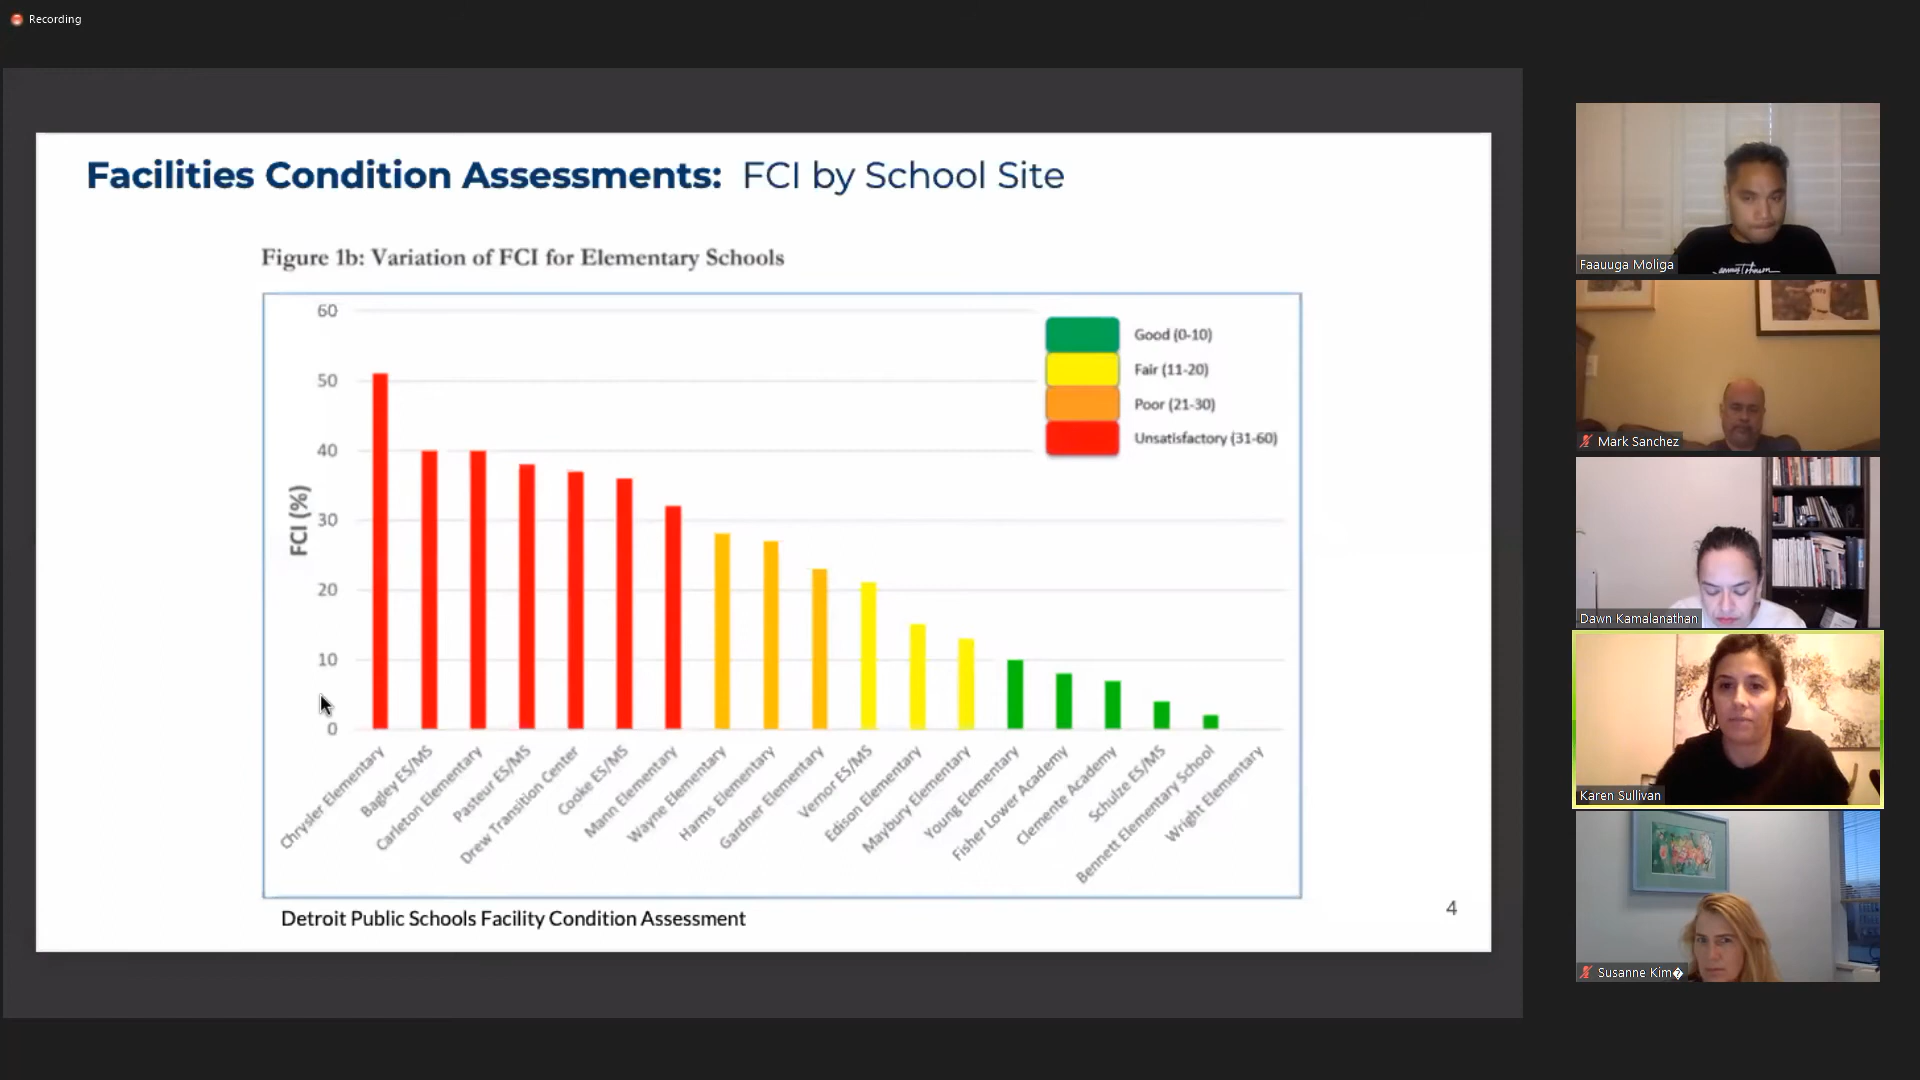 Recording
Facilities Condition Assessments: FCI by School Site
Figure 1b: Variation of FCI for Elementary Schools
60
50
40
30
20
10
0
FCI (%)
Good (0-10)
Fair (11-20)
Poor (21-30)
Unsatisfactory (31-60)
Chrysler Elementary
Bagley ES/MS
Carleton Elementary
Pasteur ES/MS
Drew Transition Center
Cooke ES/MS
Mann Elementary
Wayne Elementary
Harms Elementary
Gardner Elementary
Vernor ES/MS
Edison Elementary
Maybury Elementary
Young Elementary
Fisher Lower Academy
Clemente Academy
Schulze ES/MS
Bennett Elementary School
Wright Elementary
Detroit Public Schools Facility Condition Assessment
4
Faauuga Moliga
Mark Sanchez
Dawn Kamalanathan
Karen Sullivan
Susanne Kim�